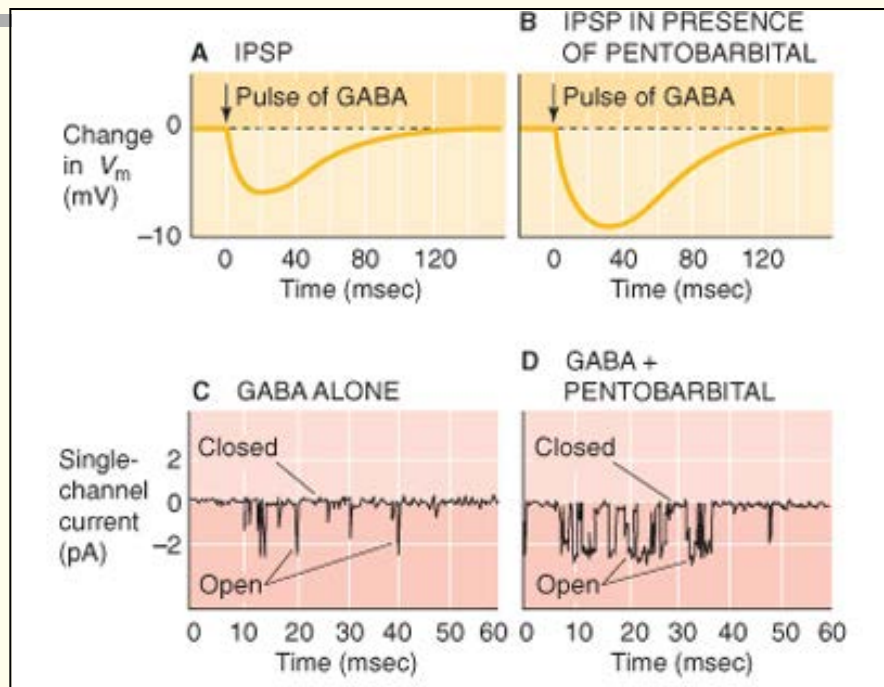 A IPSP
Pulse of GABA
Change
in Vm
(mV)
0
–10
0 40 80 120
Time (msec)
B IPSP IN PRESENCE
OF PENTOBARBITAL
Pulse of GABA
0 40 80 120
Time (msec)
C GABA ALONE
Closed
Single-
channel
current
(pA)
2
0
–2
Open
0 10 20 30 40 50 60
Time (msec)
D GABA +
PENTOBARBITAL
Closed
Open
0 10 20 30 40 50 60
Time (msec)